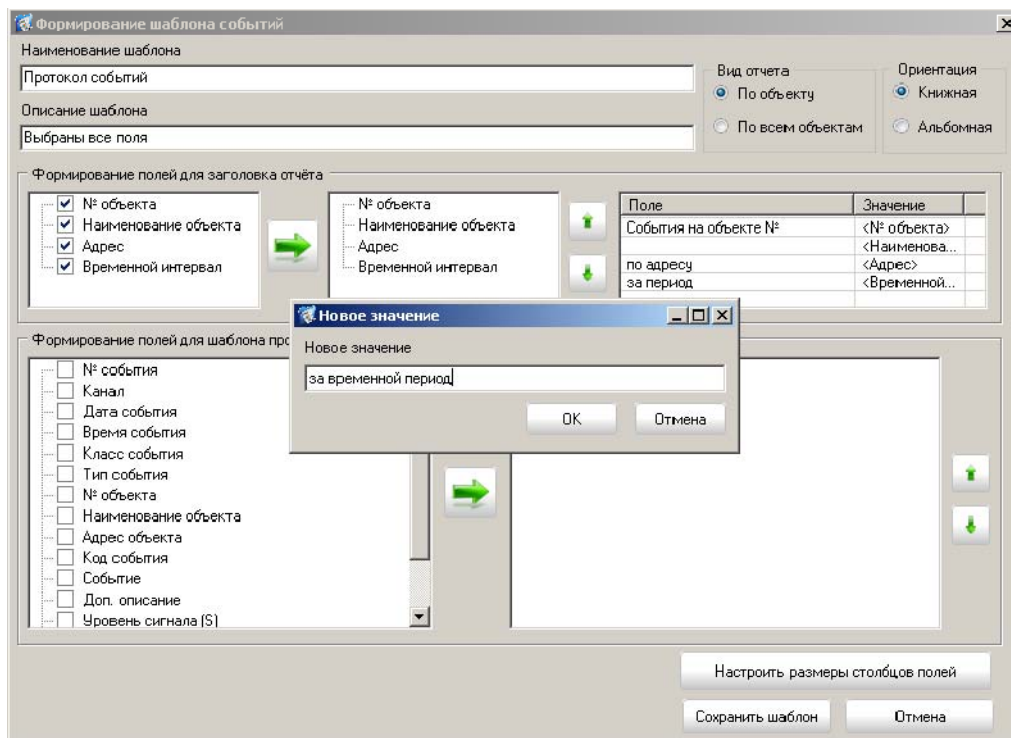 Формирование шаблона событий
Наименование шаблона
Протокол событий
Описание шаблона
Выбраны все поля
Вид отчета
По объекту
По всем объектам
Ориентация
Книжная
Альбомная
Формирование полей для заголовка отчёта
№ объекта
Наименование объекта
Адрес
Временной интервал
№ объекта
Наименование объекта
Адрес
Временной интервал
Поле Значение
События на объекте № <№ объекта>
<Наименова...
по адресу <Адрес>
за период <Временной...
Новое значение
Новое значение
за временной период
OK Отмена
Формирование полей для шаблона про
№ события
Канал
Дата события
Время события
Класс события
Тип события
№ объекта
Наименование объекта
Адрес объекта
Код события
Событие
Доп. описание
Уровень сигнала (S)
Настроить размеры столбцов полей
Сохранить шаблон Отмена